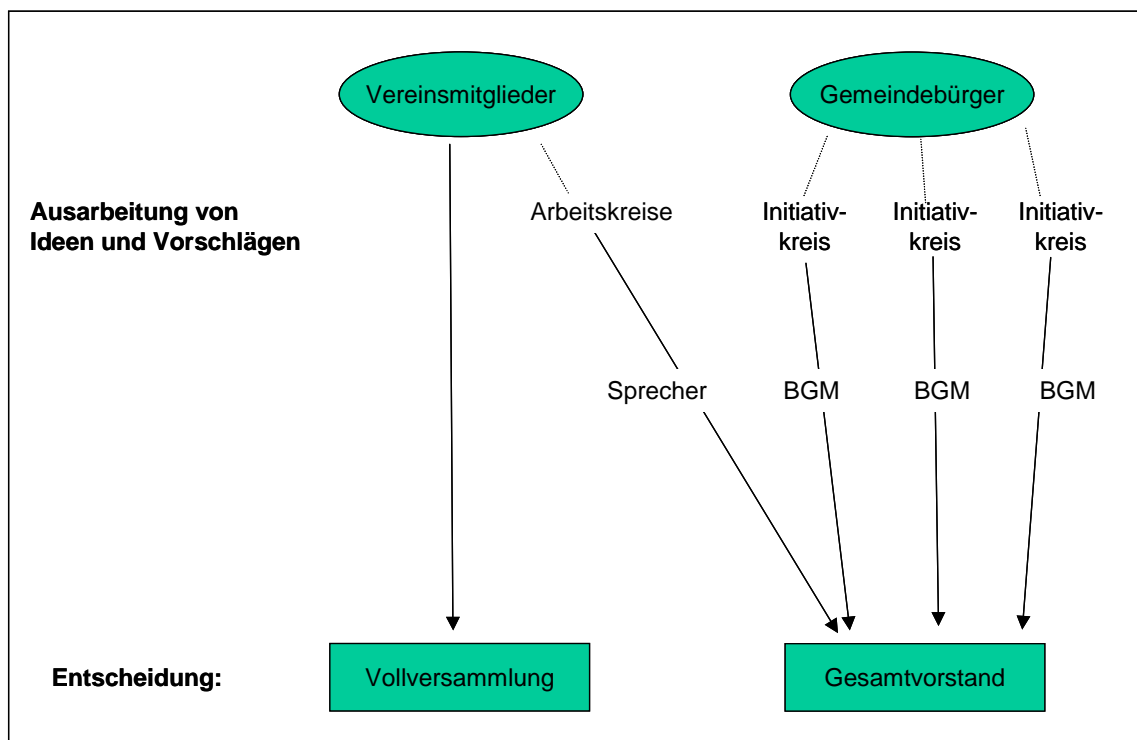 Vereinsmitglieder
Gemeindebürger
Ausarbeitung von
Ideen und Vorschlägen
Arbeitskreise
Initiativ-
kreis
Initiativ-
kreis
Initiativ-
kreis
Sprecher
BGM
BGM
BGM
Entscheidung:
Vollversammlung
Gesamtvorstand